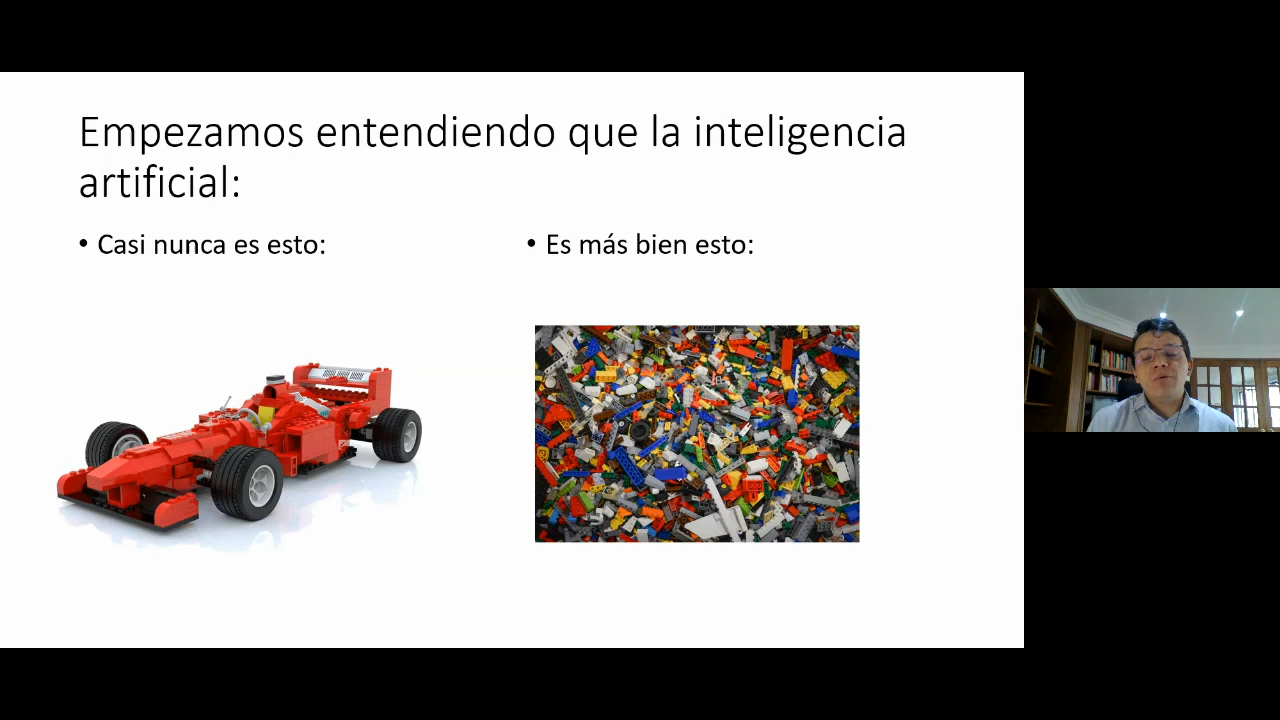 Empezamos entendiendo que la inteligencia
artificial:
• Casi nunca es esto:
• Es más bien esto: